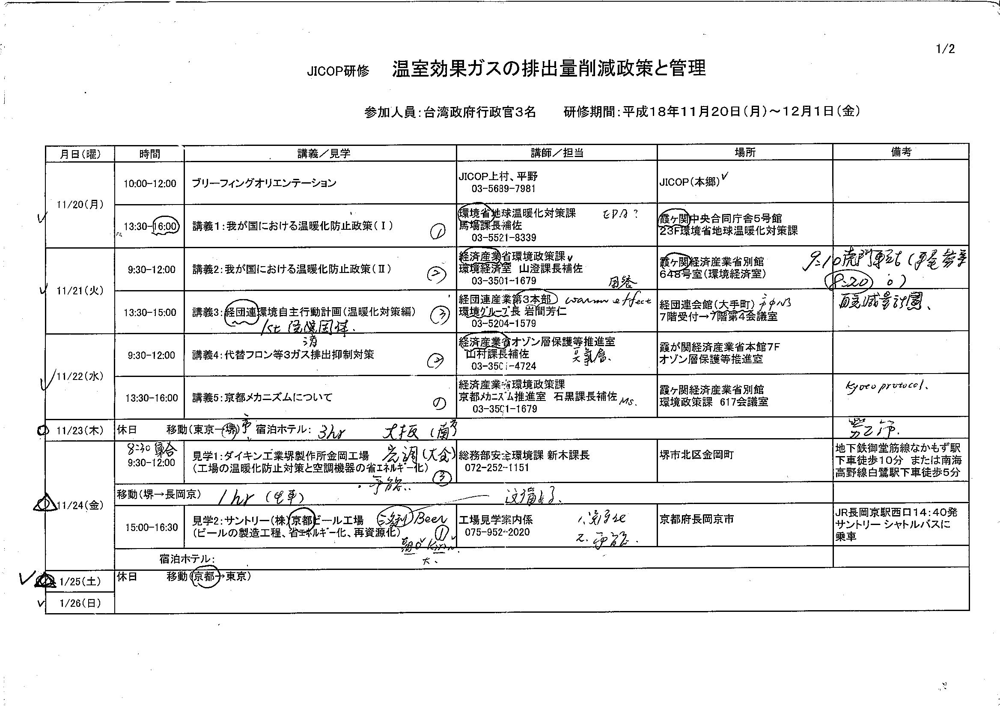 1/2
JICOP研修 温室効果ガスの排出量削減政策と管理
参加人員:台湾政府行政官3名 研修期間:平成18年11月20日(月)～12月1日(金)
月日(曜) 時間 講義／見学 講師／担当 場所 備考
11/20(月)
10:00-12:00 ブリーフィングオリエンテーション
JICOP上村、平野
03-5689-7981
JICOP(本郷)
13:30-16:00 講義1:我が国における温暖化防止政策(Ⅰ) ①
環境省地球温暖化対策課 EPA?
馬場課長補佐
03-5521-8339
霞ヶ関中央合同庁舎5号館
23F環境省地球温暖化対策課
11/21(火)
9:30-12:00 講義2:我が国における温暖化防止政策(Ⅱ) ②
経済産業省環境政策課
環境経済室 山澄課長補佐
03-3501-1679
霞ヶ関経済産業省別館
648号室(環境経済室)
9:10
8:20
13:30-15:00 講義3:経団連環境自主行動計画(温暖化対策編) ③
1st
経団連産業第3本部 warm effect
環境グループ長 岩間芳仁
03-5204-1579
経団連会館(大手町)
7階受付→7階第4会議室
11/22(水)
9:30-12:00 講義4:代替フロン等3ガス排出抑制対策 ②
経済産業省オゾン層保護等推進室
山村課長補佐
03-3501-4724
霞が関経済産業省本館7F
オゾン層保護等推進室
13:30-16:00 講義5:京都メカニズムについて
経済産業省環境政策課
京都メカニズム推進室 石黒課長補佐 Ms.
03-3501-1679
霞ヶ関経済産業省別館
環境政策課 617会議室
Kyoto protocol.
11/23(木) 休日 移動(東京→堺)市 宿泊ホテル: 3hr 大板
11/24(金)
8:30 集合
9:30-12:00 見学1:ダイキン工業堺製作所金岡工場
(工場の温暖化防止対策と空調機器の省エネルギー化) ③
総務部安全環境課 新木課長
072-252-1151
堺市北区金岡町
地下鉄御堂筋線なかもず駅
下車徒歩10分 または南海
高野線白鷺駅下車徒歩5分
移動(堺→長岡京) 1hr (电車)
15:00-16:30 見学2:サントリー(株)京都ビール工場 Beer
(ビールの製造工程、省エネルギー化、再資源化) ①
工場見学案内係
075-952-2020
京都府長岡京市
JR長岡京駅西口14:40発
サントリー シャトルバスに
乗車
宿泊ホテル:
1/25(土) 休日 移動(京都→東京)
1/26(日)